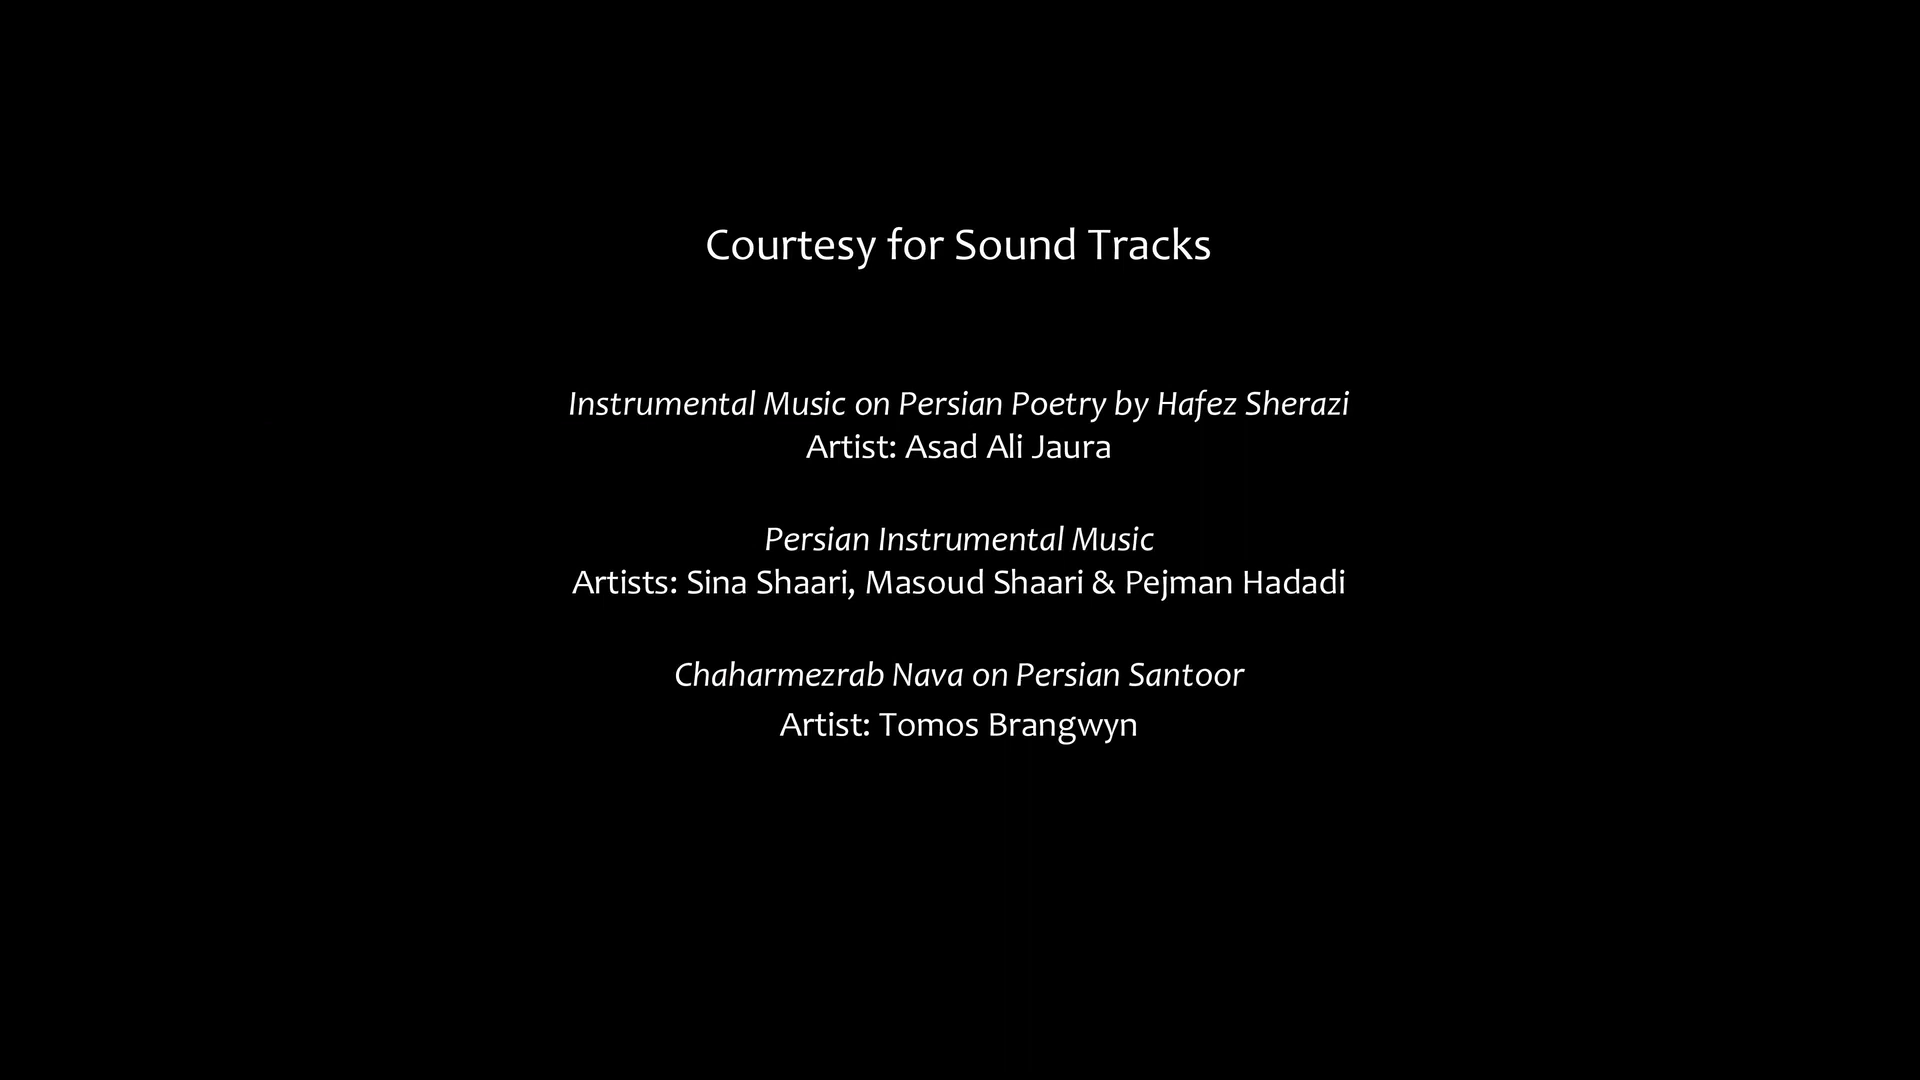 Courtesy for Sound Tracks
Instrumental Music on Persian Poetry by Hafez Sherazi
Artist: Asad Ali Jaura
Persian Instrumental Music
Artists: Sina Shaari, Masoud Shaari & Pejman Hadadi
Chaharmezrab Nava on Persian Santoor
Artist: Tomos Brangwyn